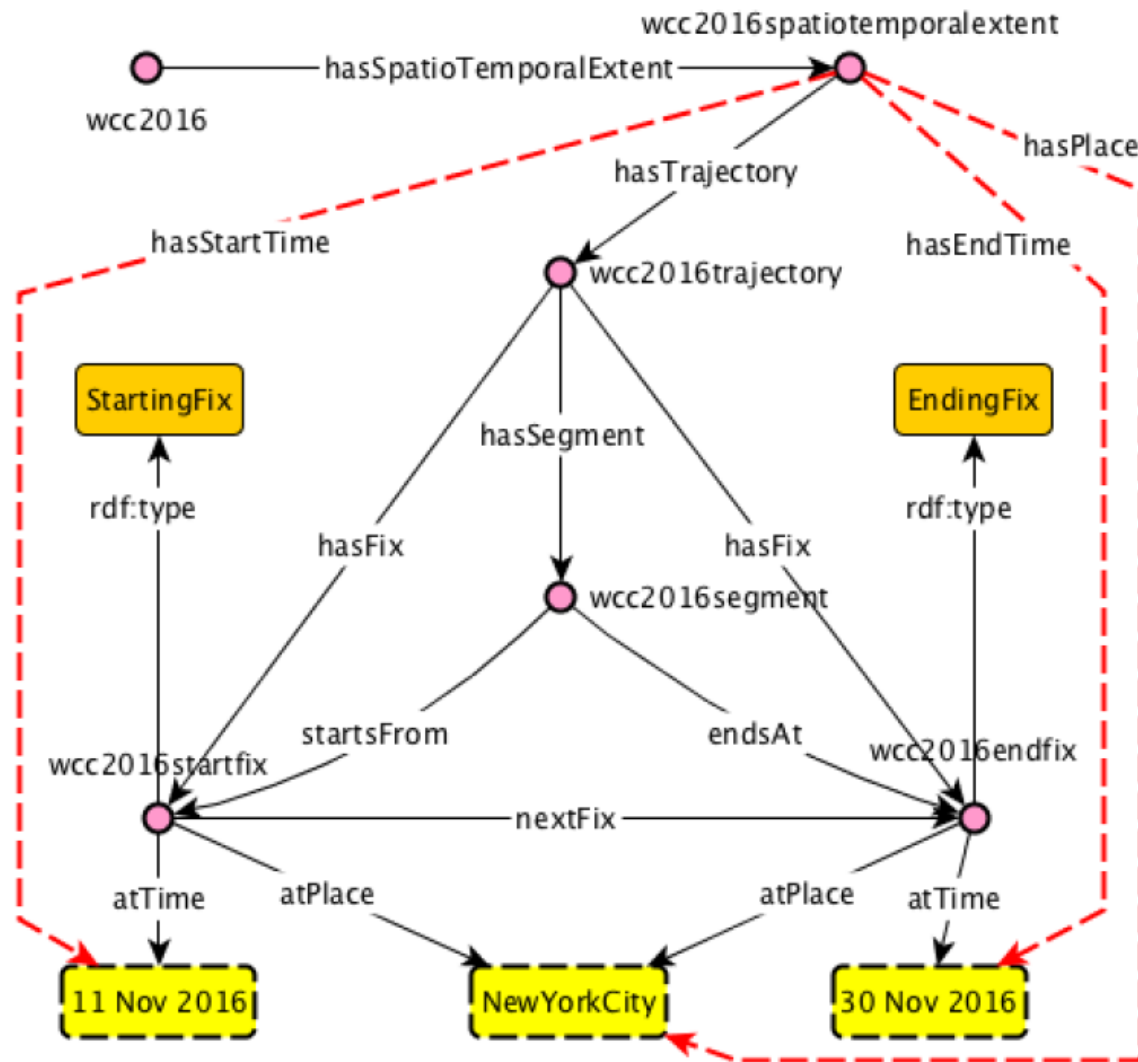 wcc2016spatiotemporalextent
hasSpatioTemporalExtent
wcc2016
hasPlace
hasTrajectory
hasStartTime
hasEndTime
wcc2016trajectory
StartingFix
EndingFix
hasSegment
rdf:type
rdf:type
hasFix
hasFix
wcc2016segment
startsFrom
endsAt
wcc2016startfix
wcc2016endfix
nextFix
atTime
atPlace
atPlace
atTime
11 Nov 2016
NewYorkCity
30 Nov 2016